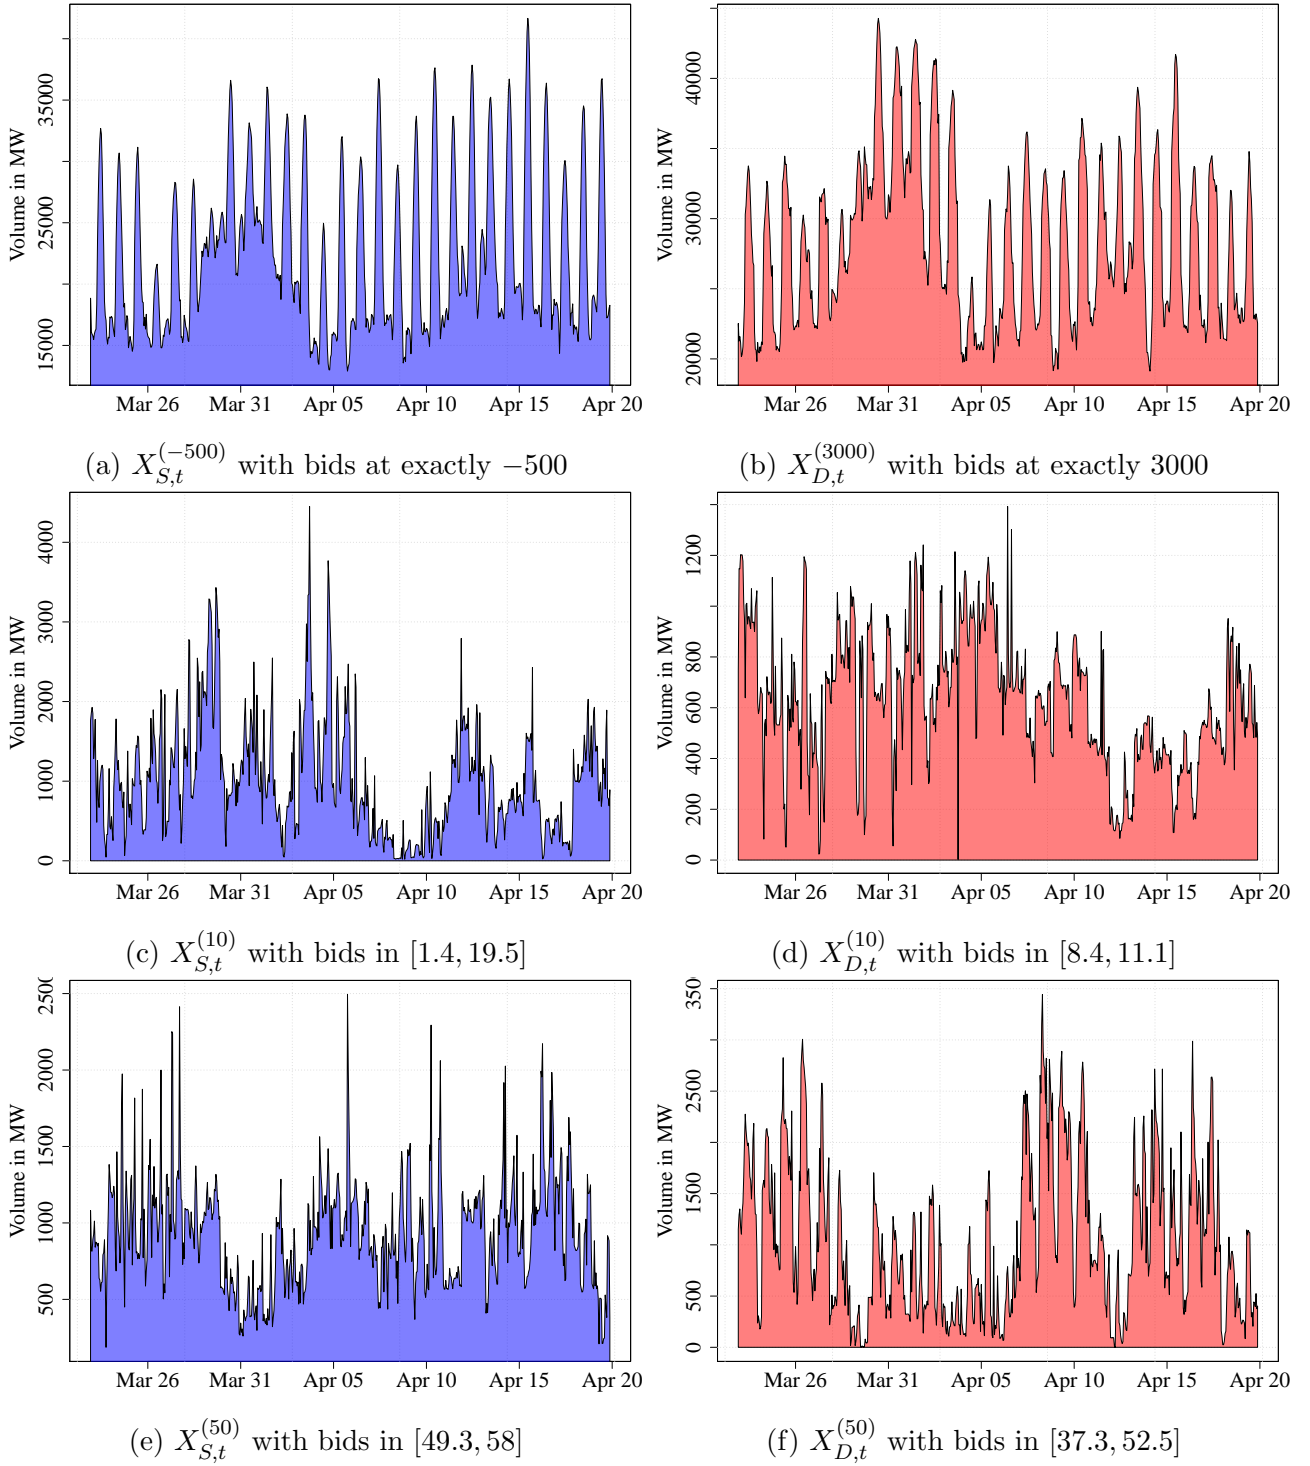 Volume in MW
35000
25000
15000
Mar 26 Mar 31 Apr 05 Apr 10 Apr 15 Apr 20
(a) X_{S,t}^{(−500)} with bids at exactly −500
Volume in MW
40000
30000
20000
Mar 26 Mar 31 Apr 05 Apr 10 Apr 15 Apr 20
(b) X_{D,t}^{(3000)} with bids at exactly 3000
Volume in MW
4000
3000
2000
1000
0
Mar 26 Mar 31 Apr 05 Apr 10 Apr 15 Apr 20
(c) X_{S,t}^{(10)} with bids in [1.4, 19.5]
Volume in MW
1200
800
600
400
200
0
Mar 26 Mar 31 Apr 05 Apr 10 Apr 15 Apr 20
(d) X_{D,t}^{(10)} with bids in [8.4, 11.1]
Volume in MW
2500
2000
1500
1000
500
Mar 26 Mar 31 Apr 05 Apr 10 Apr 15 Apr 20
(e) X_{S,t}^{(50)} with bids in [49.3, 58]
Volume in MW
350
2500
1500
500
0
Mar 26 Mar 31 Apr 05 Apr 10 Apr 15 Apr 20
(f) X_{D,t}^{(50)} with bids in [37.3, 52.5]